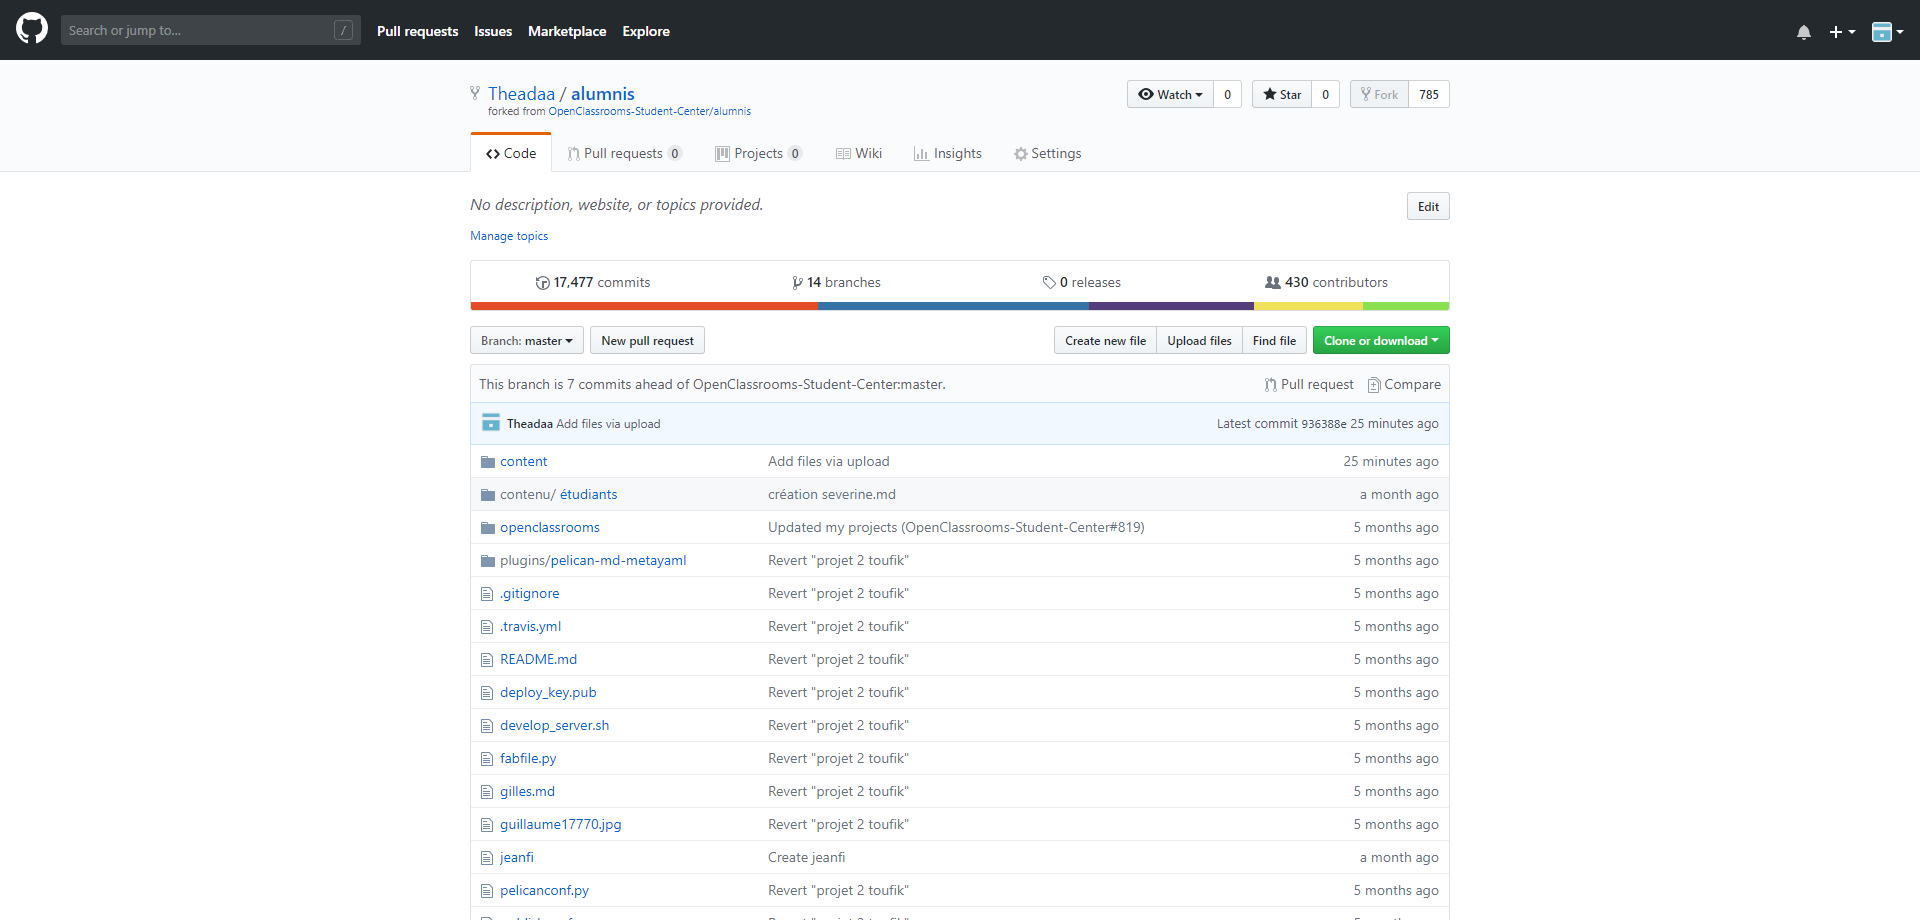 Search or jump to... / Pull requests Issues Marketplace Explore
Theadaa / alumnis Watch 0 Star 0 Fork 785
forked from OpenClassrooms-Student-Center/alumnis
Code Pull requests 0 Projects 0 Wiki Insights Settings
No description, website, or topics provided. Edit
Manage topics
17,477 commits 14 branches 0 releases 430 contributors
Branch: master New pull request Create new file Upload files Find file Clone or download
This branch is 7 commits ahead of OpenClassrooms-Student-Center:master. Pull request Compare
Theadaa Add files via upload Latest commit 936388e 25 minutes ago
content Add files via upload 25 minutes ago
contenu/ étudiants création severine.md a month ago
openclassrooms Updated my projects (OpenClassrooms-Student-Center#819) 5 months ago
plugins/pelican-md-metayaml Revert "projet 2 toufik" 5 months ago
.gitignore Revert "projet 2 toufik" 5 months ago
.travis.yml Revert "projet 2 toufik" 5 months ago
README.md Revert "projet 2 toufik" 5 months ago
deploy_key.pub Revert "projet 2 toufik" 5 months ago
develop_server.sh Revert "projet 2 toufik" 5 months ago
fabfile.py Revert "projet 2 toufik" 5 months ago
gilles.md Revert "projet 2 toufik" 5 months ago
guillaume17770.jpg Revert "projet 2 toufik" 5 months ago
jeanfi Create jeanfi a month ago
pelicanconf.py Revert "projet 2 toufik" 5 months ago